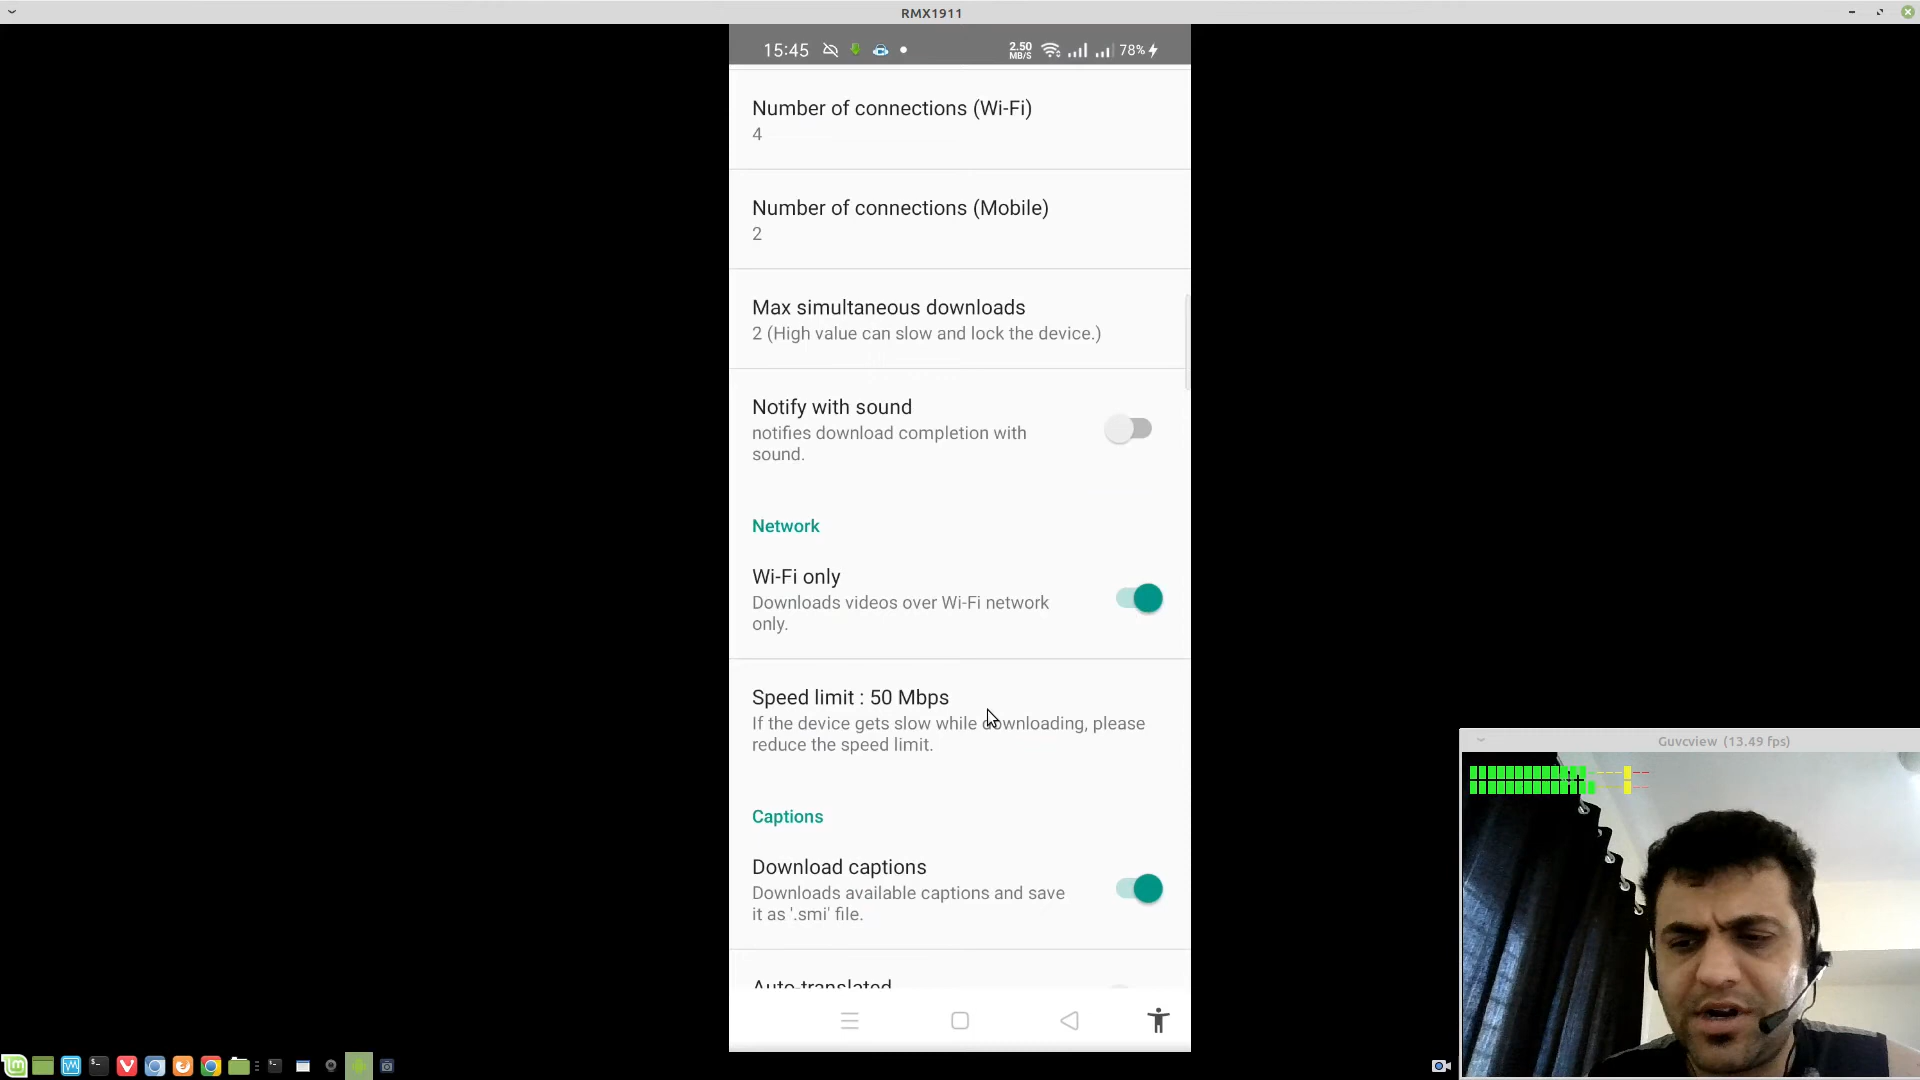 RMX1911
15:45
2.50
MB/S
78%
Number of connections (Wi-Fi)
4
Number of connections (Mobile)
2
Max simultaneous downloads
2 (High value can slow and lock the device.)
Notify with sound
notifies download completion with
sound.
Network
Wi-Fi only
Downloads videos over Wi-Fi network
only.
Speed limit : 50 Mbps
If the device gets slow while downloading, please
reduce the speed limit.
Captions
Download captions
Downloads available captions and save
it as '.smi' file.
Auto-translated
Guvcview (13.49 fps)